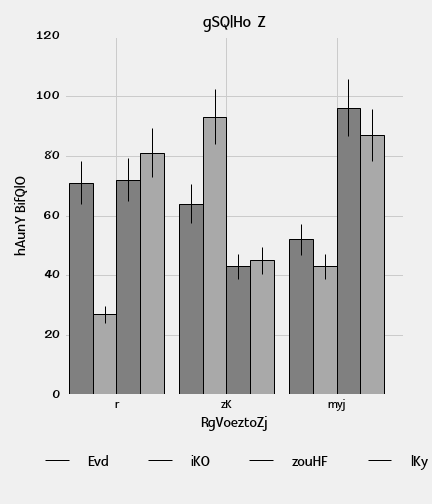 gSQlHo Z
120
100
80
60
40
20
0
hAunY BifQlO
r zK myj
RgVoeztoZj
Evd iKO zouHF lKy